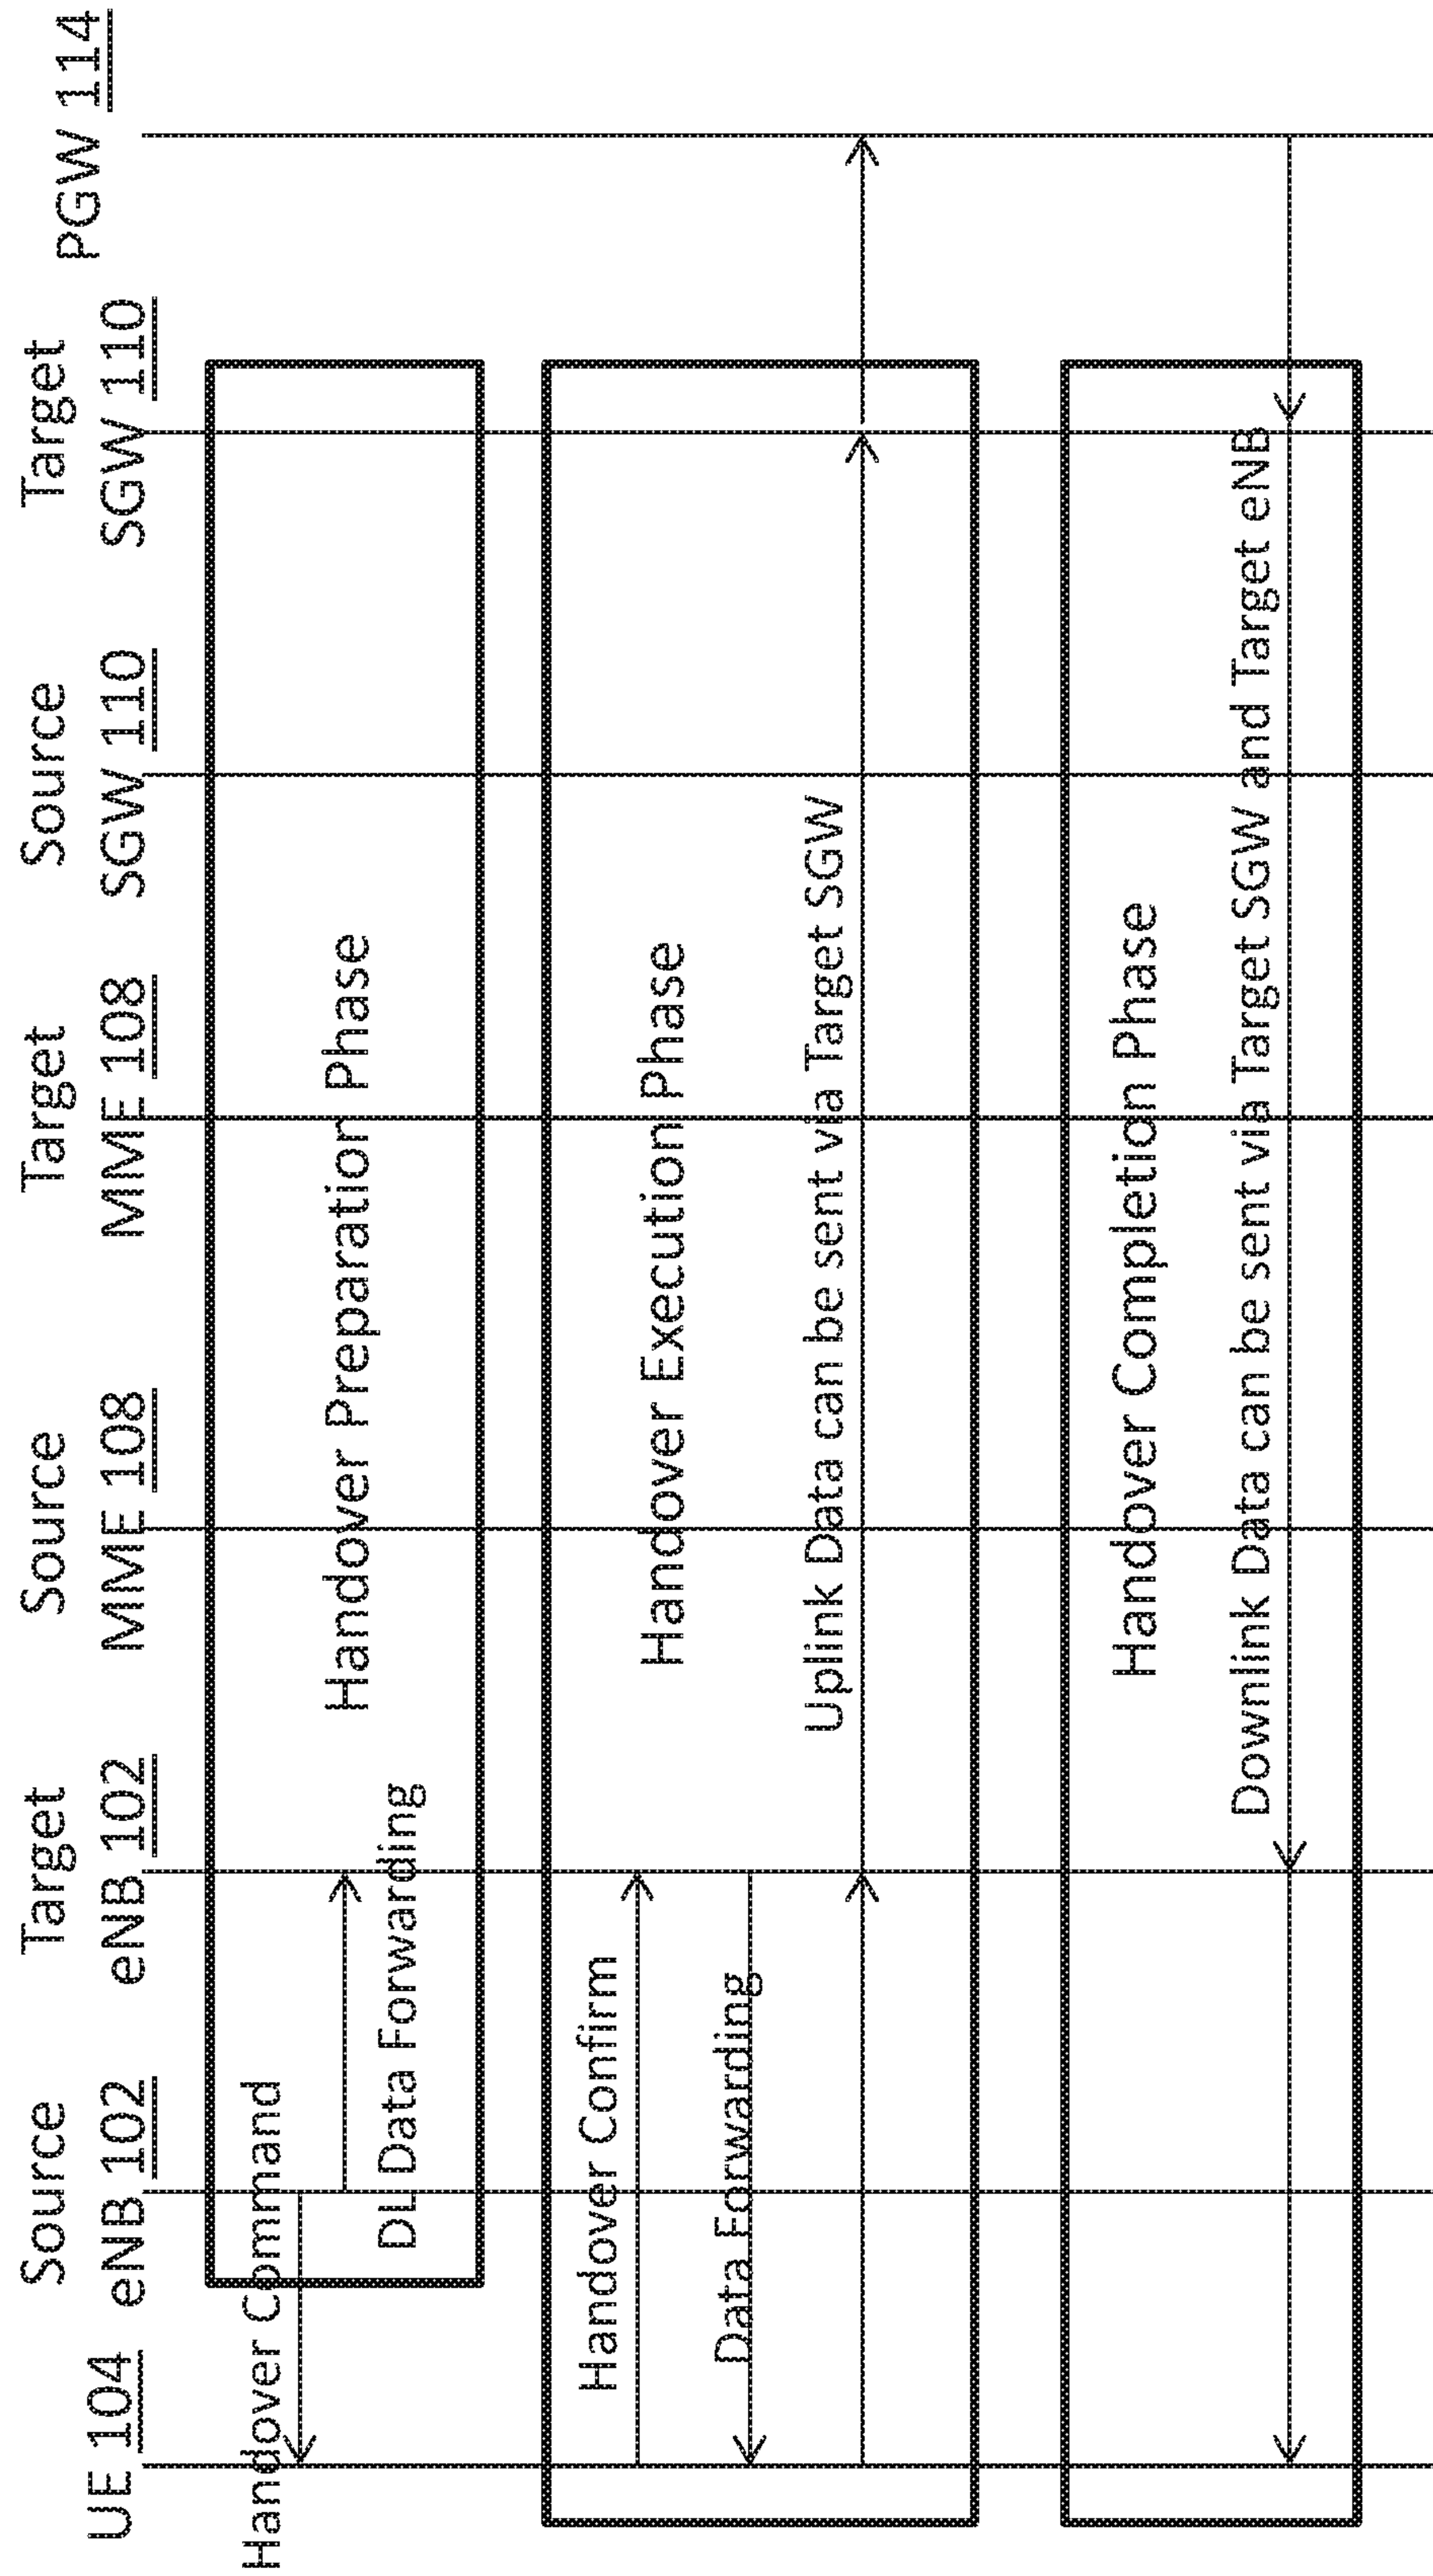 UE 104
Source
eNB 102
Target
eNB 102
Source
MME 108
Target
MME 108
Source
SGW 110
Target
SGW 110
PGW 114
Handover Command
Handover Preparation Phase
DL Data Forwarding
Handover Confirm
Handover Execution Phase
Data Forwarding
Uplink Data can be sent via Target SGW
Handover Completion Phase
Downlink Data can be sent via Target SGW and Target eNB